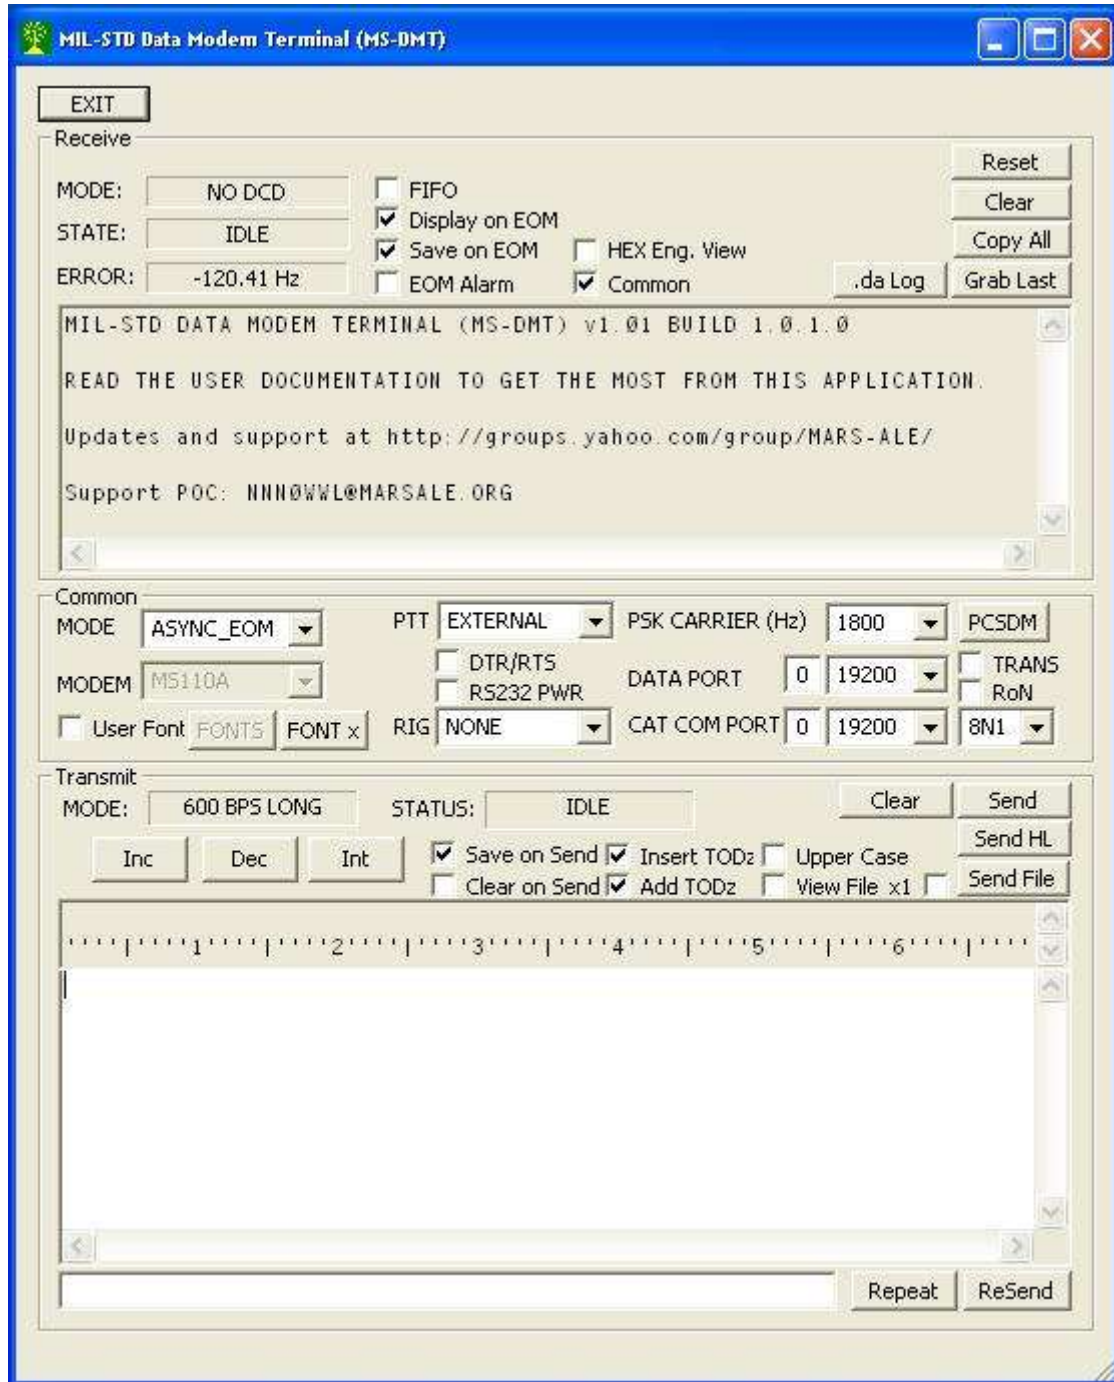 MIL-STD Data Modem Terminal (MS-DMT)
EXIT
Receive
Reset
MODE: NO DCD FIFO
Clear
Display on EOM
STATE: IDLE
Copy All
Save on EOM HEX Eng. View
ERROR: -120.41 Hz EOM Alarm Common .da Log Grab Last
MIL-STD DATA MODEM TERMINAL (MS-DMT) v1.01 BUILD 1.0.1.0
READ THE USER DOCUMENTATION TO GET THE MOST FROM THIS APPLICATION.
Updates and support at http://groups.yahoo.com/group/MARS-ALE/
Support POC: NNN0WWL@MARSALE.ORG
Common
MODE ASYNC_EOM PTT EXTERNAL PSK CARRIER (Hz) 1800 PCSDM
MODEM MS110A DTR/RTS DATA PORT 0 19200 TRANS
RS232 PWR RoN
User Font FONTS FONT x RIG NONE CAT COM PORT 0 19200 8N1
Transmit
MODE: 600 BPS LONG STATUS: IDLE Clear Send
Send HL
Inc Dec Int Save on Send Insert TODz Upper Case
Clear on Send Add TODz View File x1 Send File
1 2 3 4 5 6
Repeat ReSend